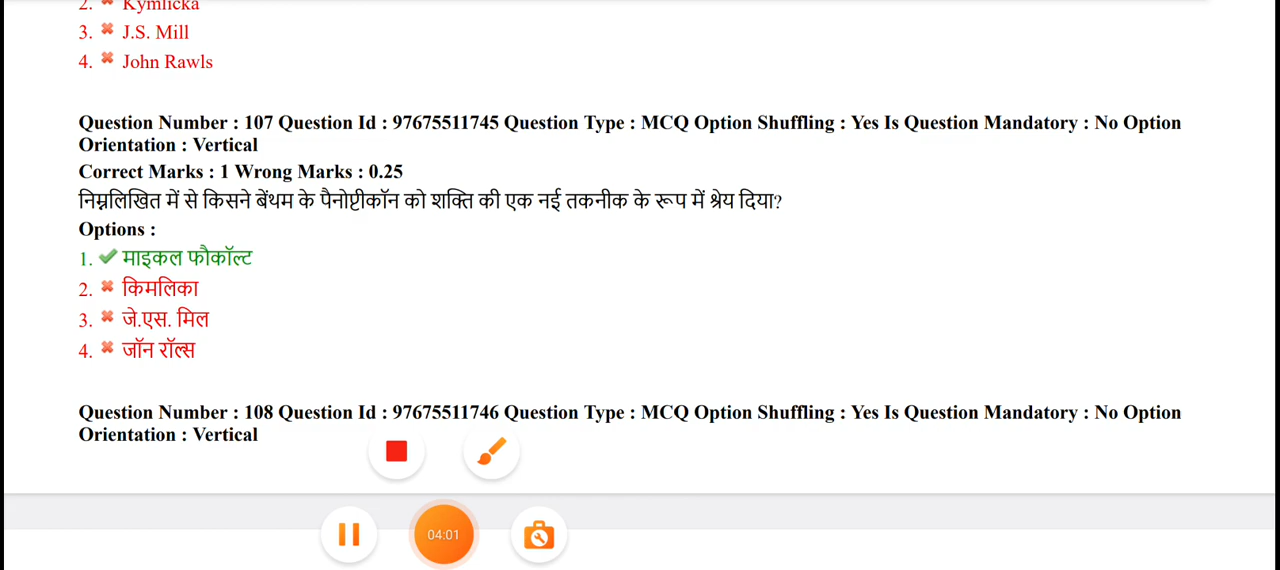 2. Kymlicka
3. J.S. Mill
4. John Rawls
Question Number : 107 Question Id : 97675511745 Question Type : MCQ Option Shuffling : Yes Is Question Mandatory : No Option
Orientation : Vertical
Correct Marks : 1 Wrong Marks : 0.25
निम्नलिखित में से किसने बेंथम के पैनोप्टीकॉन को शक्ति की एक नई तकनीक के रूप में श्रेय दिया?
Options :
1. माइकल फौकॉल्ट
2. किमलिका
3. जे.एस. मिल
4. जॉन रॉल्स
Question Number : 108 Question Id : 97675511746 Question Type : MCQ Option Shuffling : Yes Is Question Mandatory : No Option
Orientation : Vertical
04:01